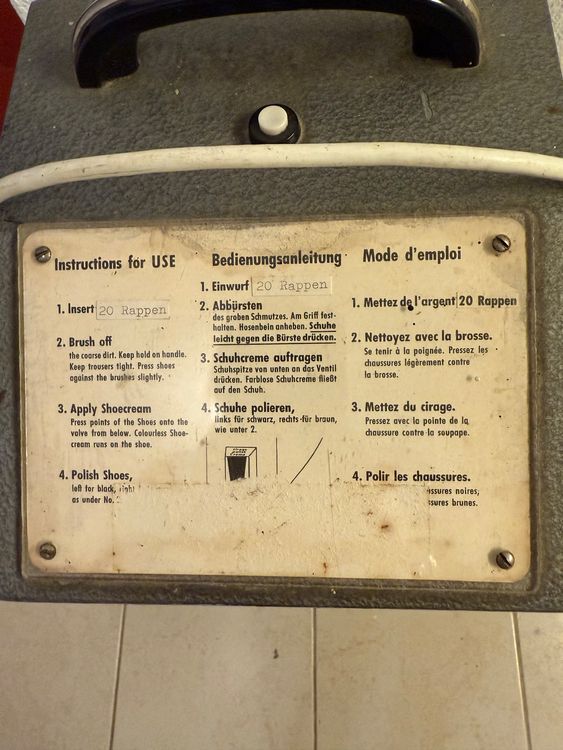 Instructions for USE
1. Insert 20 Rappen
2. Brush off
the coarse dirt. Keep hold on handle.
Keep trousers tight. Press shoes
against the brushes slightly.
3. Apply Shoecream
Press points of the Shoes onto the
valve from below. Colourless Shoe-
cream runs on the shoe.
4. Polish Shoes,
left for black, right
as under No.
Bedienungsanleitung
1. Einwurf 20 Rappen
2. Abbürsten
des groben Schmutzes. Am Griff fest-
halten. Hosenbein anheben. Schuhe
leicht gegen die Bürste drücken.
3. Schuhcreme auftragen
Schuhspitze von unten an das Ventil
drücken. Farblose Schuhcreme fließt
auf den Schuh.
4. Schuhe polieren,
links für schwarz, rechts für braun,
wie unter 2.
Mode d'emploi
1. Mettez de l'argent 20 Rappen
2. Nettoyez avec la brosse.
Se tenir à la poignée. Pressez les
chaussures légèrement contre
la brosse.
3. Mettez du cirage.
Pressez avec la pointe de la
chaussure contre la soupape.
4. Polir les chaussures.
noires,
brunes.